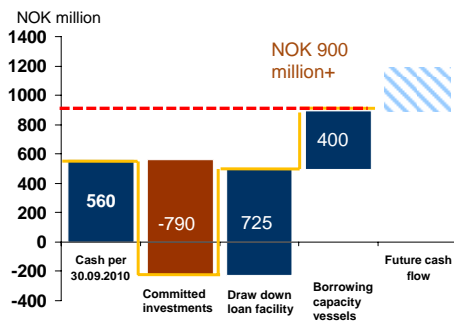 NOK million
1400
1200
1000
800
600
400
200
0
-200
-400
NOK 900
million+
560
-790
725
400
Cash per
30.09.2010
Committed
investments
Draw down
loan facility
Borrowing
capacity
vessels
Future cash
flow